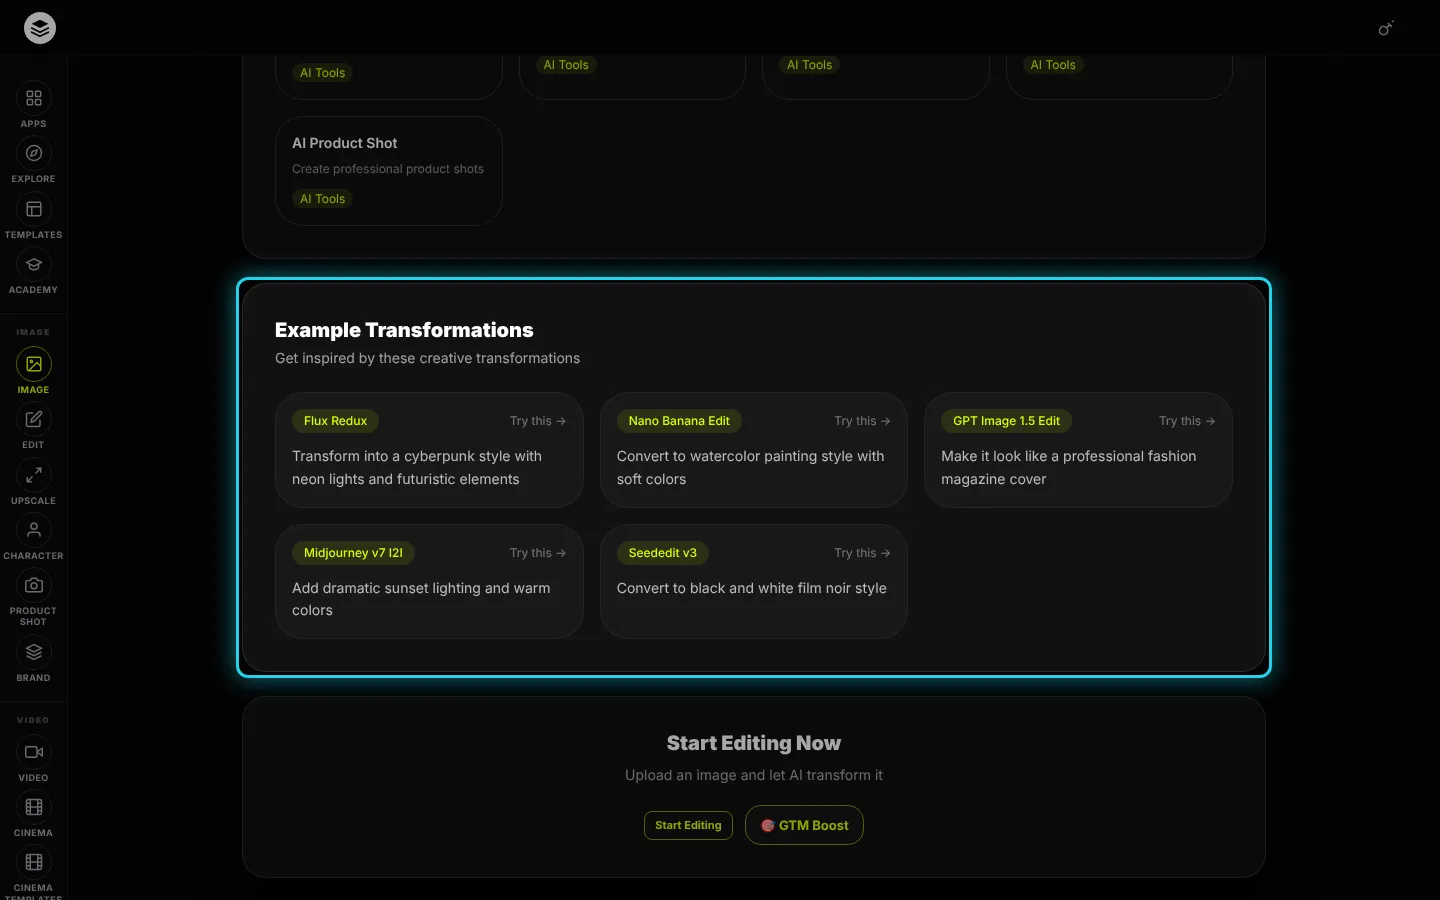 APPS
EXPLORE
TEMPLATES
ACADEMY
IMAGE
IMAGE
EDIT
UPSCALE
CHARACTER
PRODUCT
SHOT
BRAND
VIDEO
VIDEO
CINEMA
CINEMA
TEMPLATES
AI Tools
AI Tools
AI Tools
AI Tools
AI Product Shot
Create professional product shots
AI Tools
Example Transformations
Get inspired by these creative transformations
Flux Redux
Try this →
Transform into a cyberpunk style with
neon lights and futuristic elements
Nano Banana Edit
Try this →
Convert to watercolor painting style with
soft colors
GPT Image 1.5 Edit
Try this →
Make it look like a professional fashion
magazine cover
Midjourney v7 I2I
Try this →
Add dramatic sunset lighting and warm
colors
Seededit v3
Try this →
Convert to black and white film noir style
Start Editing Now
Upload an image and let AI transform it
Start Editing
🎯 GTM Boost